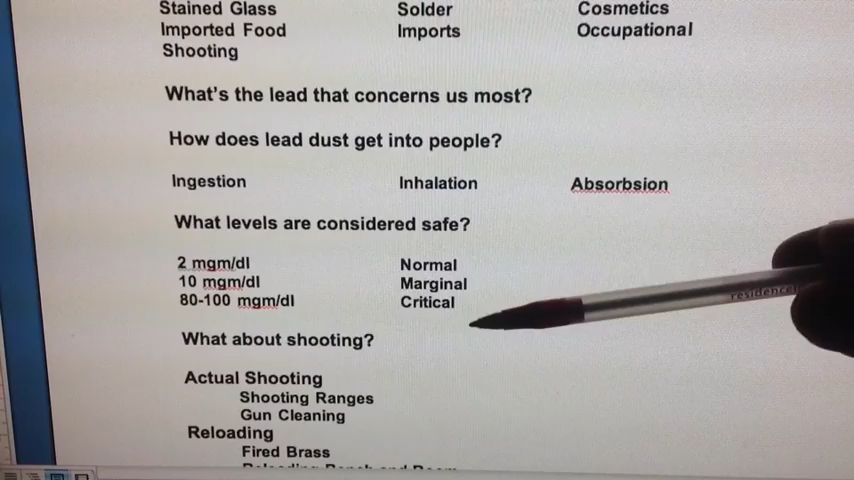 Stained Glass Solder Cosmetics
Imported Food Imports Occupational
Shooting
What's the lead that concerns us most?
How does lead dust get into people?
Ingestion Inhalation Absorbsion
What levels are considered safe?
2 mgm/dl Normal
10 mgm/dl Marginal
80-100 mgm/dl Critical
What about shooting?
Actual Shooting
Shooting Ranges
Gun Cleaning
Reloading
Fired Brass